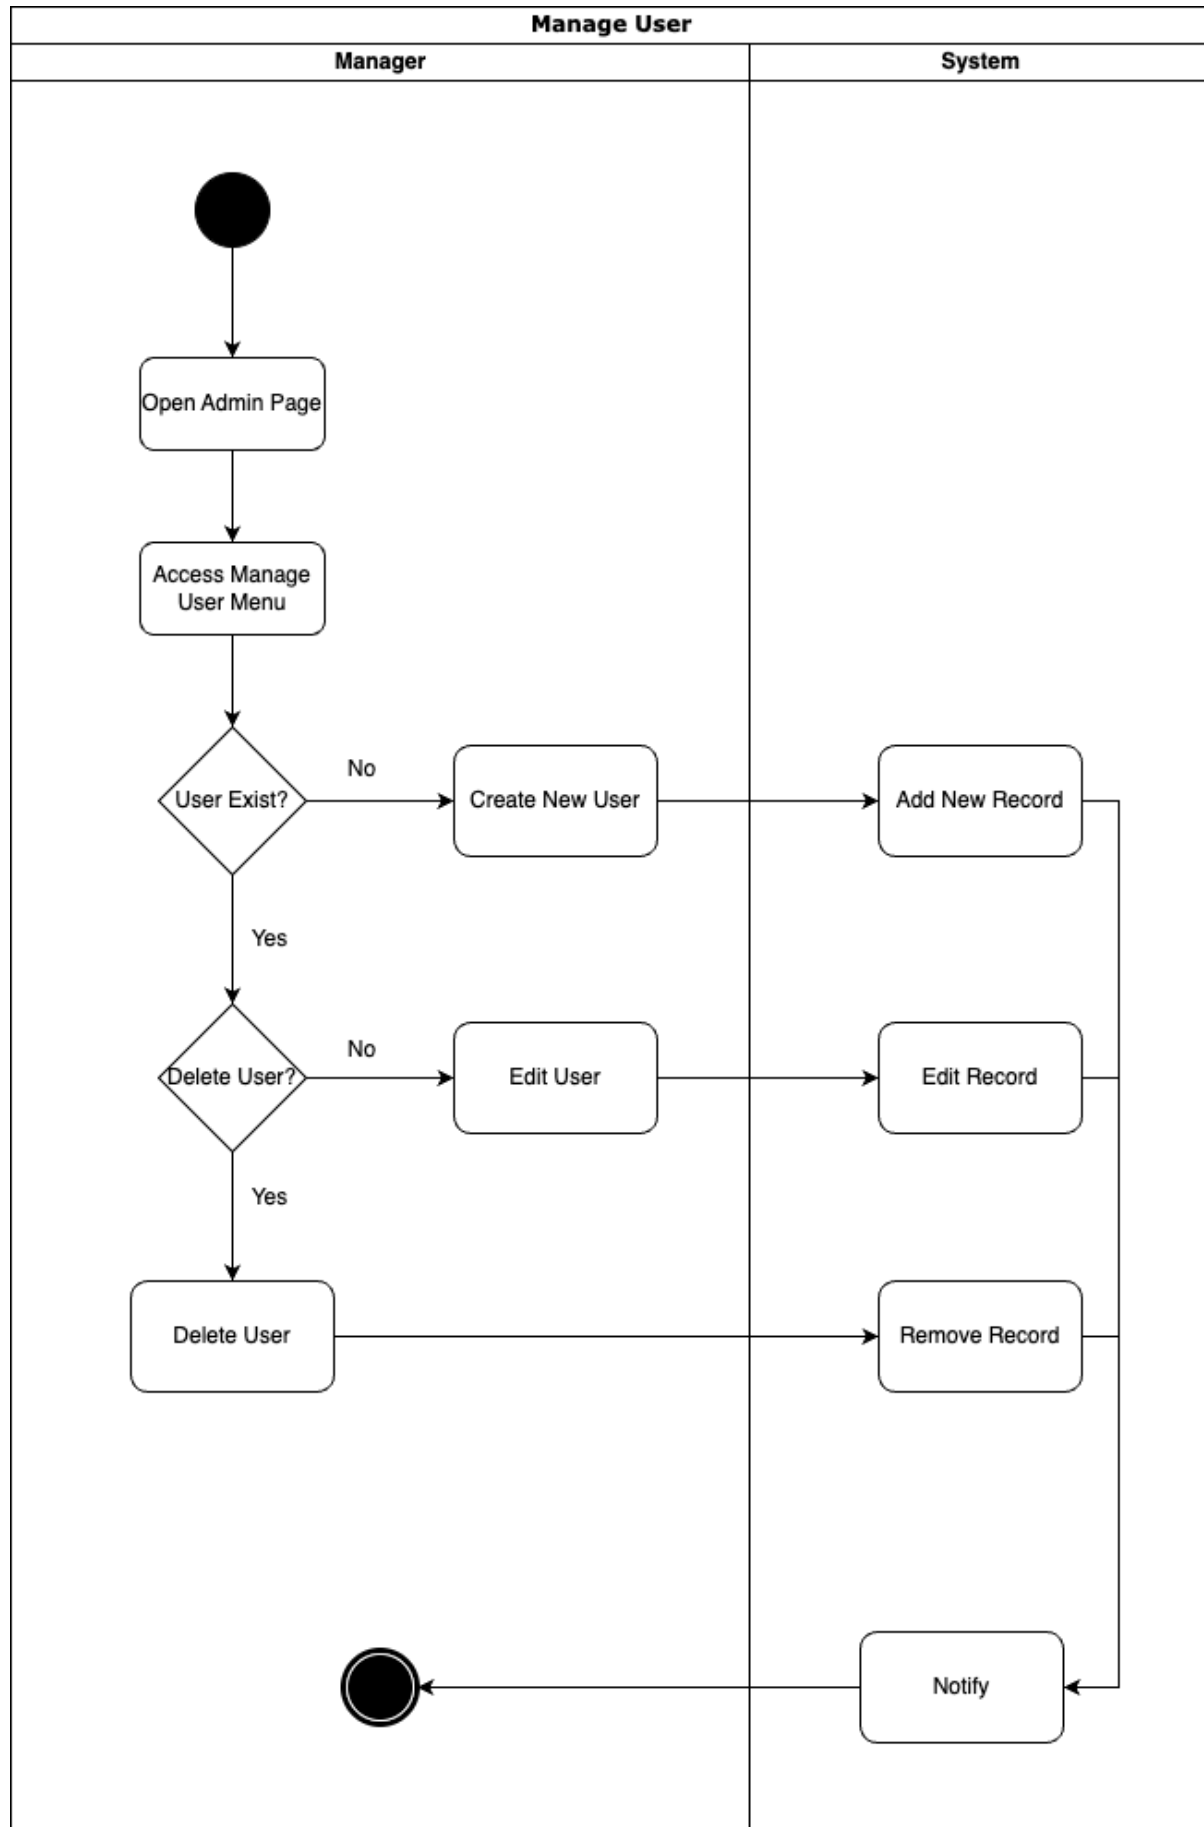 Manage User
Manager
System
Open Admin Page
Access Manage
User Menu
User Exist?
No
Create New User
Add New Record
Yes
Delete User?
No
Edit User
Edit Record
Yes
Delete User
Remove Record
Notify